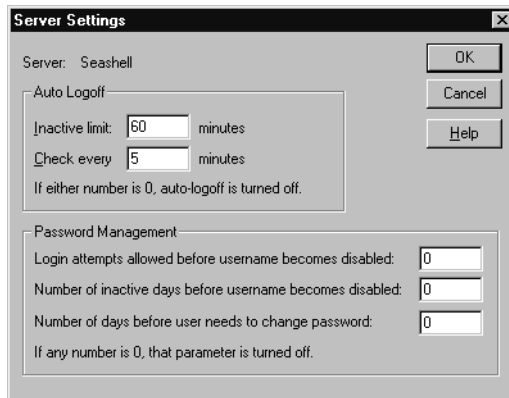 Server Settings
Server: Seashell
OK
Cancel
Help
Auto Logoff
Inactive limit: 60 minutes
Check every 5 minutes
If either number is 0, auto-logoff is turned off.
Password Management
Login attempts allowed before username becomes disabled: 0
Number of inactive days before username becomes disabled: 0
Number of days before user needs to change password: 0
If any number is 0, that parameter is turned off.